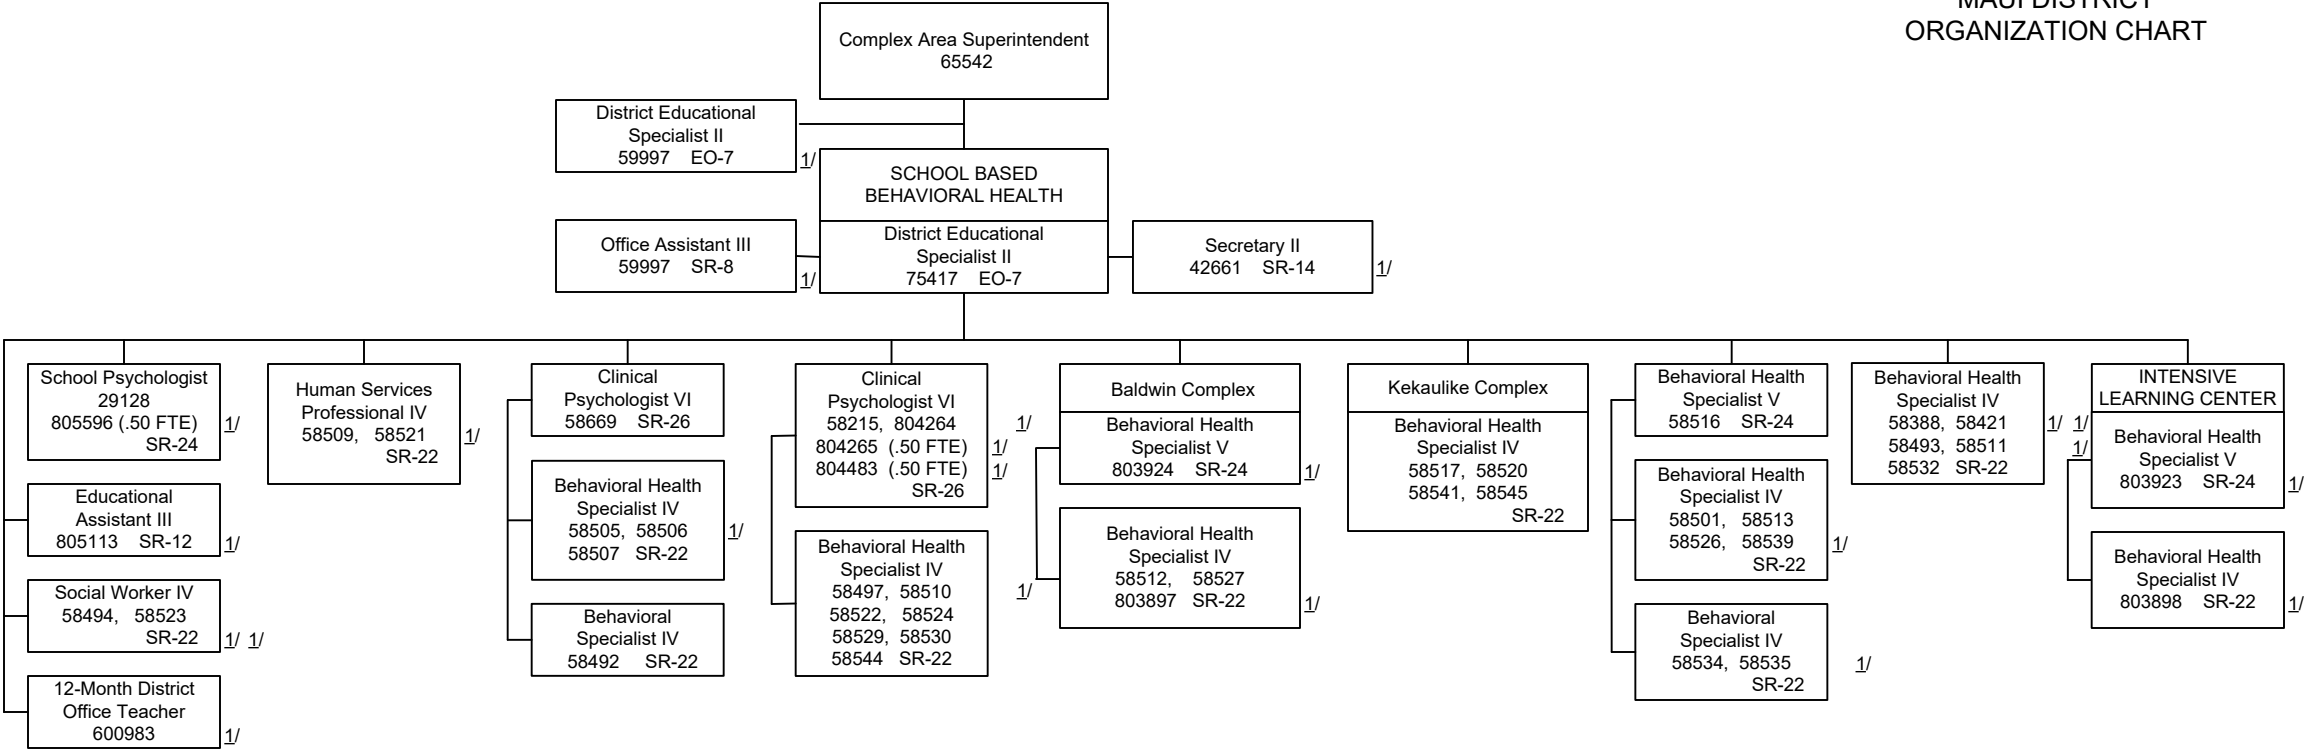 MAUI DISTRICT
ORGANIZATION CHART
Complex Area Superintendent
65542
District Educational
Specialist II
59997 EO-7
1/
SCHOOL BASED
BEHAVIORAL HEALTH
District Educational
Specialist II
75417 EO-7
Office Assistant III
59997 SR-8
1/
Secretary II
42661 SR-14
1/
School Psychologist
29128
805596 (.50 FTE)
SR-24
1/
Educational
Assistant III
805113 SR-12
1/
Social Worker IV
58494, 58523
SR-22
1/ 1/
12-Month District
Office Teacher
600983
1/
Human Services
Professional IV
58509, 58521
SR-22
1/
Clinical
Psychologist VI
58669 SR-26
Behavioral Health
Specialist IV
58505, 58506
58507 SR-22
1/
Behavioral
Specialist IV
58492 SR-22
Clinical
Psychologist VI
58215, 804264
804265 (.50 FTE)
804483 (.50 FTE)
SR-26
1/
1/
1/
Behavioral Health
Specialist IV
58497, 58510
58522, 58524
58529, 58530
58544 SR-22
1/
Baldwin Complex
Behavioral Health
Specialist V
803924 SR-24
1/
Behavioral Health
Specialist IV
58512, 58527
803897 SR-22
1/
Kekaulike Complex
Behavioral Health
Specialist IV
58517, 58520
58541, 58545
SR-22
Behavioral Health
Specialist V
58516 SR-24
Behavioral Health
Specialist IV
58501, 58513
58526, 58539
SR-22
1/
Behavioral
Specialist IV
58534, 58535
SR-22
1/
Behavioral Health
Specialist IV
58388, 58421
58493, 58511
58532 SR-22
1/ 1/
1/
INTENSIVE
LEARNING CENTER
Behavioral Health
Specialist V
803923 SR-24
1/
Behavioral Health
Specialist IV
803898 SR-22
1/